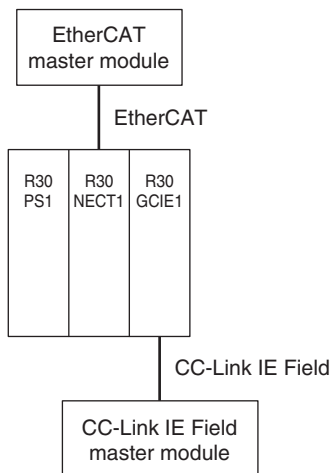 EtherCAT
master module
EtherCAT
R30 R30 R30
PS1 NECT1 GCIE1
CC-Link IE Field
CC-Link IE Field
master module